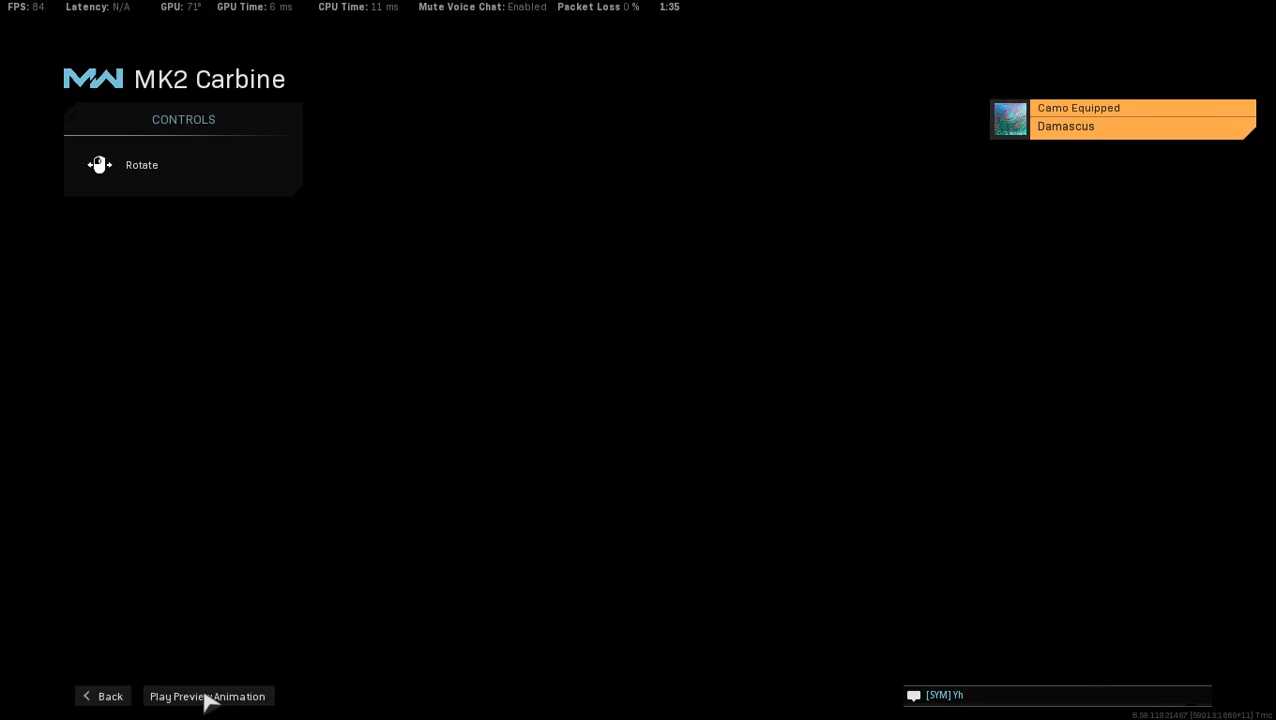 FPS: 84 Latency: N/A GPU: 71° GPU Time: 6 ms CPU Time: 11 ms Mute Voice Chat: Enabled Packet Loss 0 % 1:35
MW MK2 Carbine
CONTROLS
Rotate
Camo Equipped
Damascus
Back
Play Preview Animation
[SYM] Yh